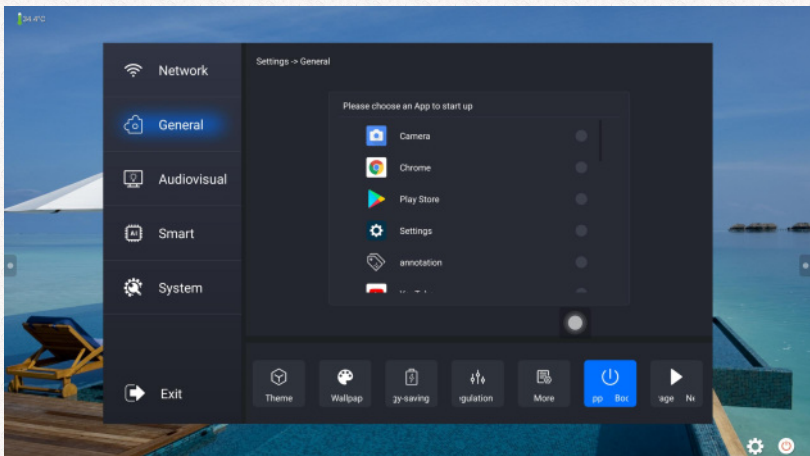 34.4°C
Network
General
Audiovisual
Smart
System
Exit
Settings -> General
Please choose an App to start up
Camera
Chrome
Play Store
Settings
annotation
Theme
Wallpap
gy-saving
gulation
More
pp Boo
age Ne